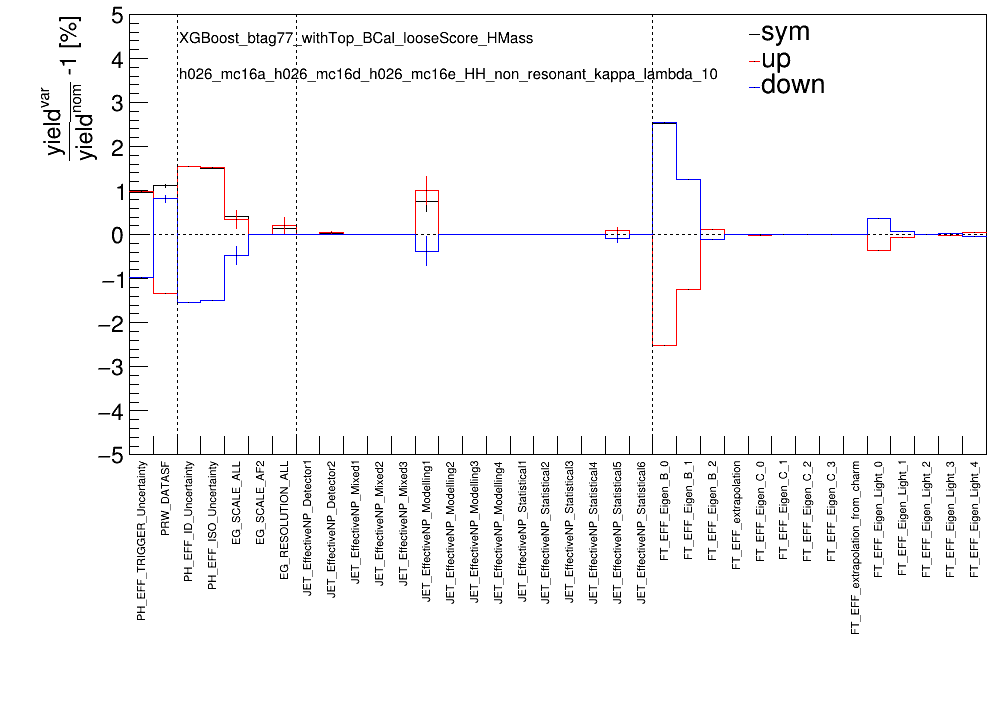 yield^var / yield^nom -1 [%]
5
4
3
2
1
0
−1
−2
−3
−4
−5
XGBoost_btag77_withTop_BCal_looseScore_HMass
h026_mc16a_h026_mc16d_h026_mc16e_HH_non_resonant_kappa_lambda_10
sym
up
down
PH_EFF_TRIGGER_Uncertainty
PRW_DATASF
PH_EFF_ID_Uncertainty
PH_EFF_ISO_Uncertainty
EG_SCALE_ALL
EG_SCALE_AF2
EG_RESOLUTION_ALL
JET_EffectiveNP_Detector1
JET_EffectiveNP_Detector2
JET_EffectiveNP_Mixed1
JET_EffectiveNP_Mixed2
JET_EffectiveNP_Mixed3
JET_EffectiveNP_Modelling1
JET_EffectiveNP_Modelling2
JET_EffectiveNP_Modelling3
JET_EffectiveNP_Modelling4
JET_EffectiveNP_Statistical1
JET_EffectiveNP_Statistical2
JET_EffectiveNP_Statistical3
JET_EffectiveNP_Statistical4
JET_EffectiveNP_Statistical5
JET_EffectiveNP_Statistical6
FT_EFF_Eigen_B_0
FT_EFF_Eigen_B_1
FT_EFF_Eigen_B_2
FT_EFF_extrapolation
FT_EFF_Eigen_C_0
FT_EFF_Eigen_C_1
FT_EFF_Eigen_C_2
FT_EFF_Eigen_C_3
FT_EFF_extrapolation_from_charm
FT_EFF_Eigen_Light_0
FT_EFF_Eigen_Light_1
FT_EFF_Eigen_Light_2
FT_EFF_Eigen_Light_3
FT_EFF_Eigen_Light_4